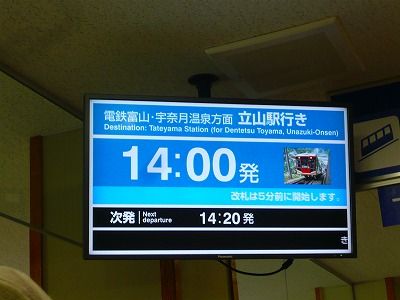 電鉄富山・宇奈月温泉方面 立山駅行き
Destination: Tateyama Station (for Dentetsu Toyama, Unazuki-Onsen)
14:00発
改札は5分前に開始します。
次発 Next departure 14:20発
き
Panasonic